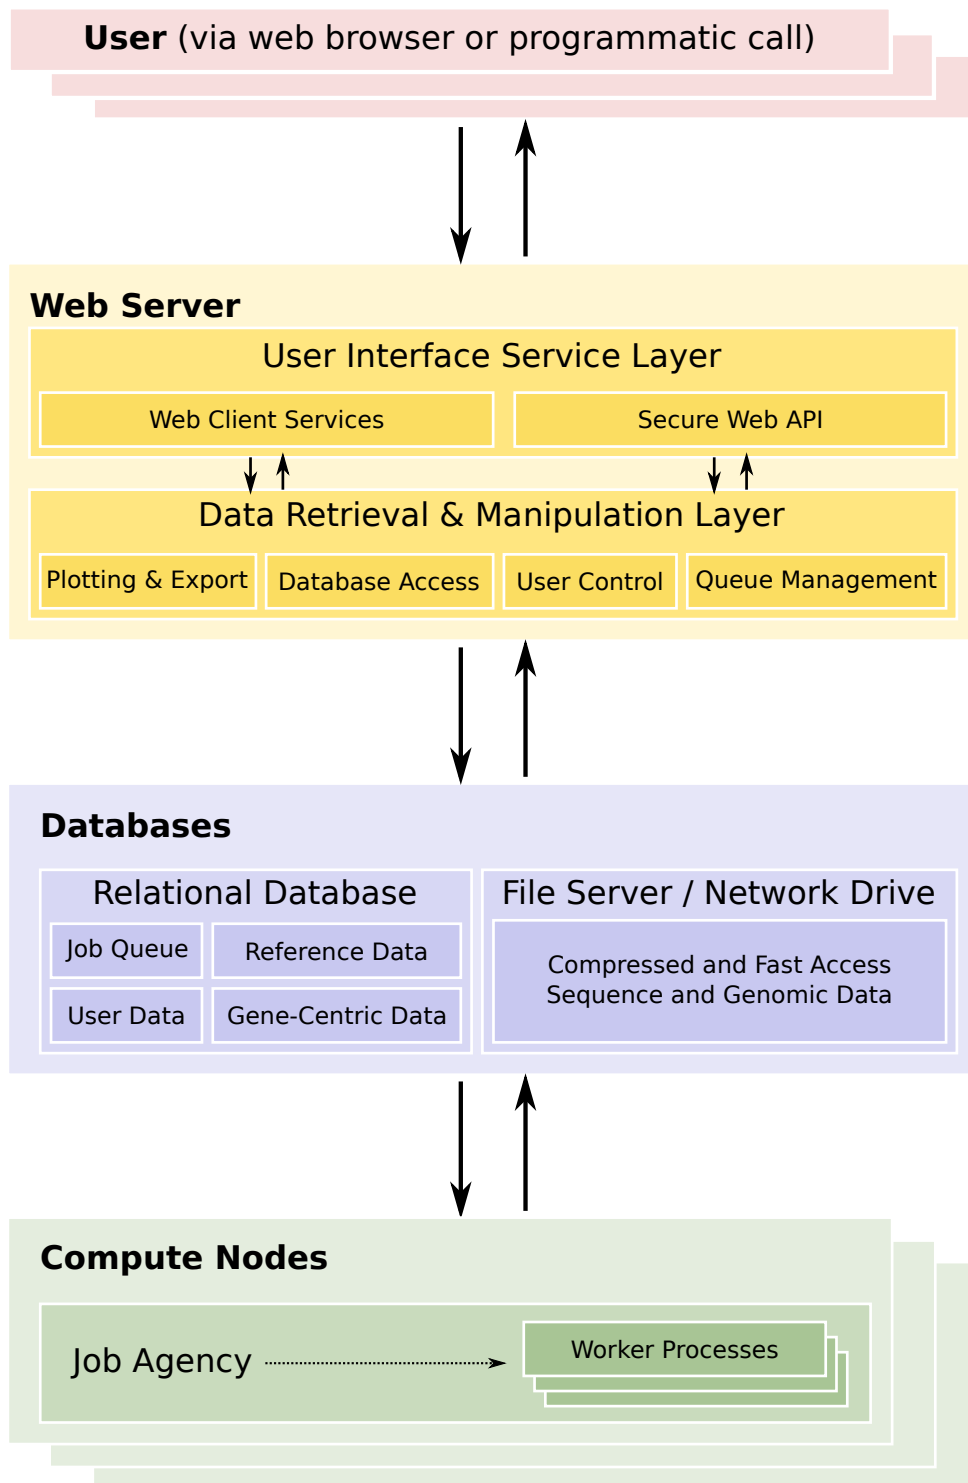 User (via web browser or programmatic call)
Web Server
User Interface Service Layer
Web Client Services
Secure Web API
Data Retrieval & Manipulation Layer
Plotting & Export
Database Access
User Control
Queue Management
Databases
Relational Database
Job Queue
Reference Data
User Data
Gene-Centric Data
File Server / Network Drive
Compressed and Fast Access
Sequence and Genomic Data
Compute Nodes
Job Agency
Worker Processes